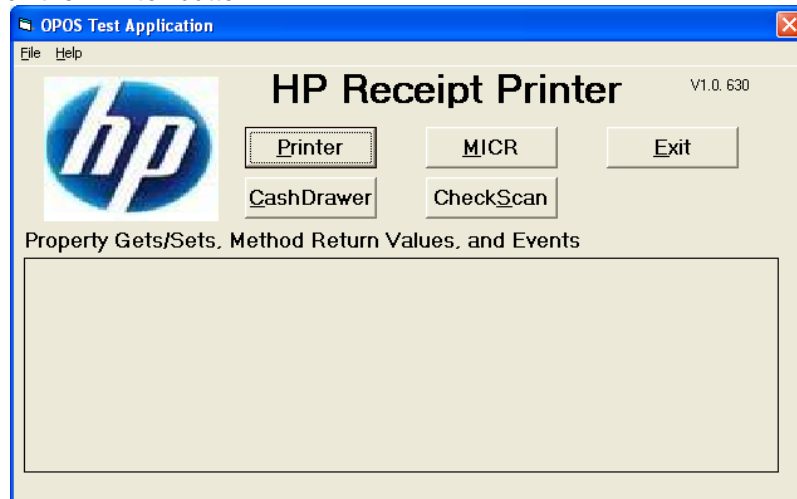 OPOS Test Application
File Help
hp
HP Receipt Printer
V1.0. 630
Printer
MICR
Exit
CashDrawer
CheckScan
Property Gets/Sets, Method Return Values, and Events